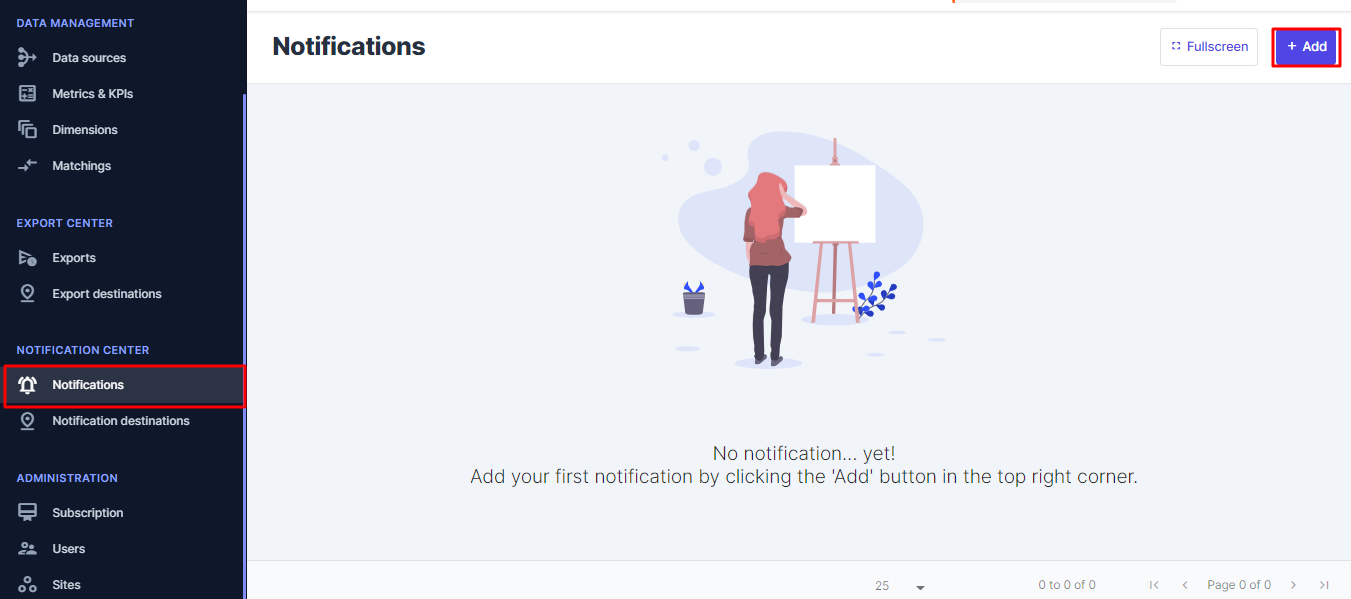 DATA MANAGEMENT
Data sources
Metrics & KPIs
Dimensions
Matchings
EXPORT CENTER
Exports
Export destinations
NOTIFICATION CENTER
Notifications
Notification destinations
ADMINISTRATION
Subscription
Users
Sites
Notifications
Fullscreen
+ Add
No notification... yet!
Add your first notification by clicking the 'Add' button in the top right corner.
25
0 to 0 of 0
Page 0 of 0